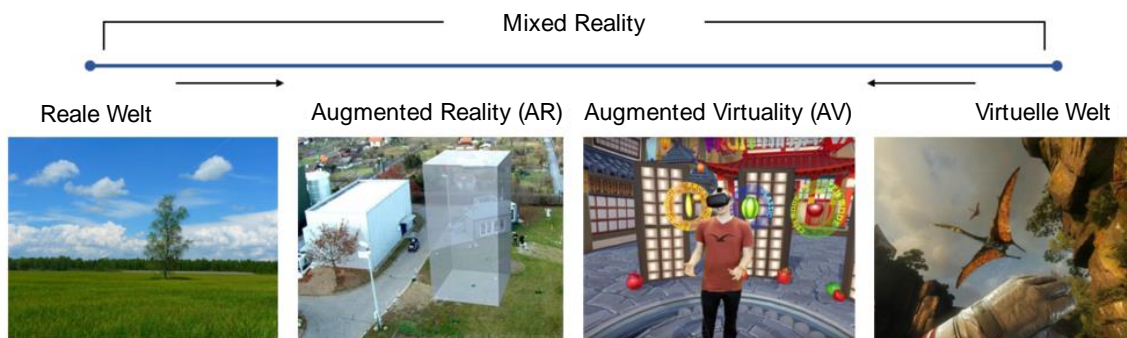 Mixed Reality
Reale Welt
Augmented Reality (AR)
Augmented Virtuality (AV)
Virtuelle Welt